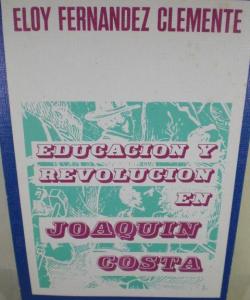 ELOY FERNANDEZ CLEMENTE
EDUCACION Y
REVOLUCION
EN
JOAQUIN
COSTA